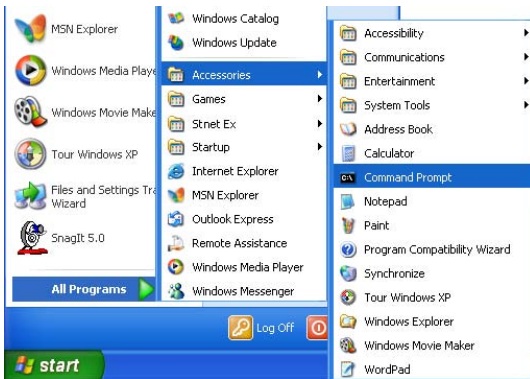 MSN Explorer
Windows Media Playe
Windows Movie Make
Tour Windows XP
Files and Settings Tra
Wizard
SnagIt 5.0
All Programs
Windows Catalog
Windows Update
Accessories
Games
Stnet Ex
Startup
Internet Explorer
MSN Explorer
Outlook Express
Remote Assistance
Windows Media Player
Windows Messenger
Accessibility
Communications
Entertainment
System Tools
Address Book
Calculator
C:\ Command Prompt
Notepad
Paint
Program Compatibility Wizard
Synchronize
Tour Windows XP
Windows Explorer
Windows Movie Maker
WordPad
Log Off
start